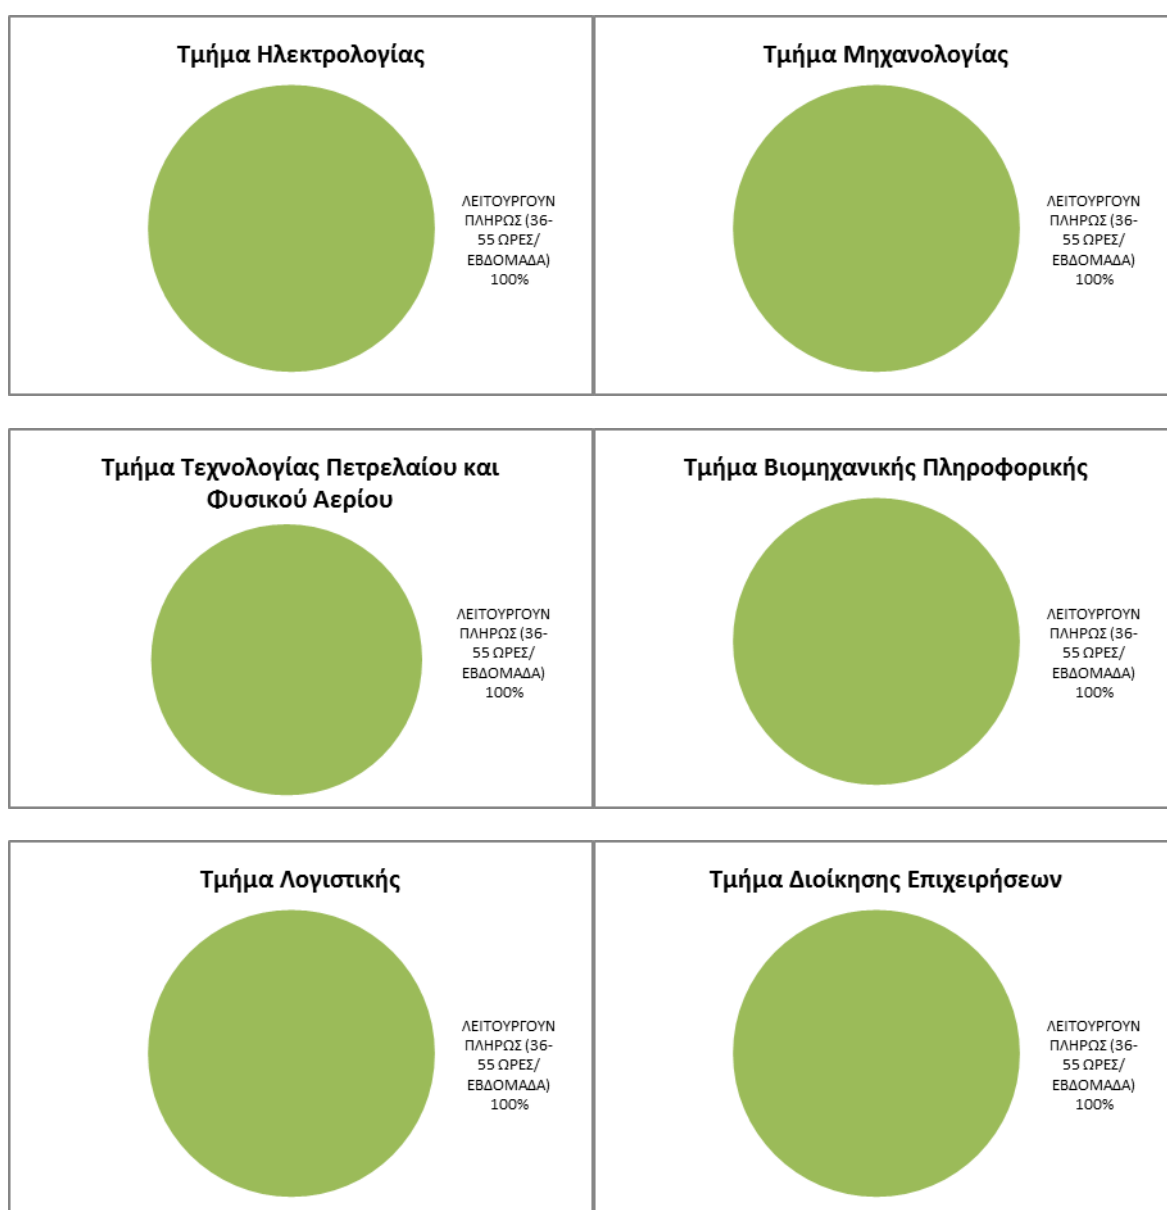 Τμήμα Ηλεκτρολογίας
ΛΕΙΤΟΥΡΓΟΥΝ
ΠΛΗΡΩΣ (36-
55 ΩΡΕΣ/
ΕΒΔΟΜΑΔΑ)
100%
Τμήμα Μηχανολογίας
ΛΕΙΤΟΥΡΓΟΥΝ
ΠΛΗΡΩΣ (36-
55 ΩΡΕΣ/
ΕΒΔΟΜΑΔΑ)
100%
Τμήμα Τεχνολογίας Πετρελαίου και
Φυσικού Αερίου
ΛΕΙΤΟΥΡΓΟΥΝ
ΠΛΗΡΩΣ (36-
55 ΩΡΕΣ/
ΕΒΔΟΜΑΔΑ)
100%
Τμήμα Βιομηχανικής Πληροφορικής
ΛΕΙΤΟΥΡΓΟΥΝ
ΠΛΗΡΩΣ (36-
55 ΩΡΕΣ/
ΕΒΔΟΜΑΔΑ)
100%
Τμήμα Λογιστικής
ΛΕΙΤΟΥΡΓΟΥΝ
ΠΛΗΡΩΣ (36-
55 ΩΡΕΣ/
ΕΒΔΟΜΑΔΑ)
100%
Τμήμα Διοίκησης Επιχειρήσεων
ΛΕΙΤΟΥΡΓΟΥΝ
ΠΛΗΡΩΣ (36-
55 ΩΡΕΣ/
ΕΒΔΟΜΑΔΑ)
100%